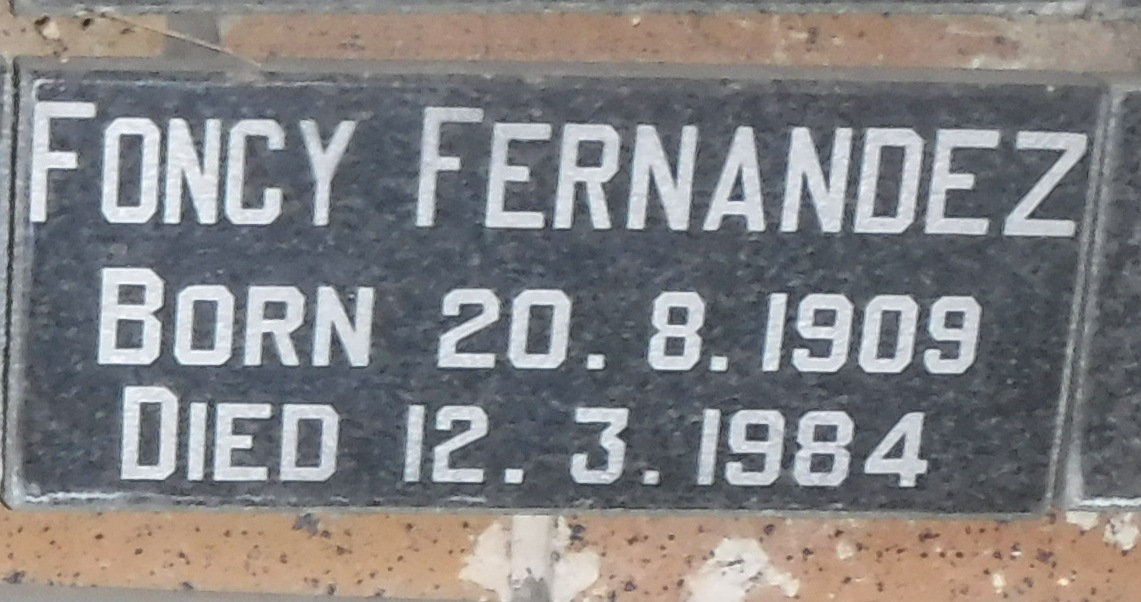 FONCY FERNANDEZ
BORN 20.8.1909
DIED 12.3.1984